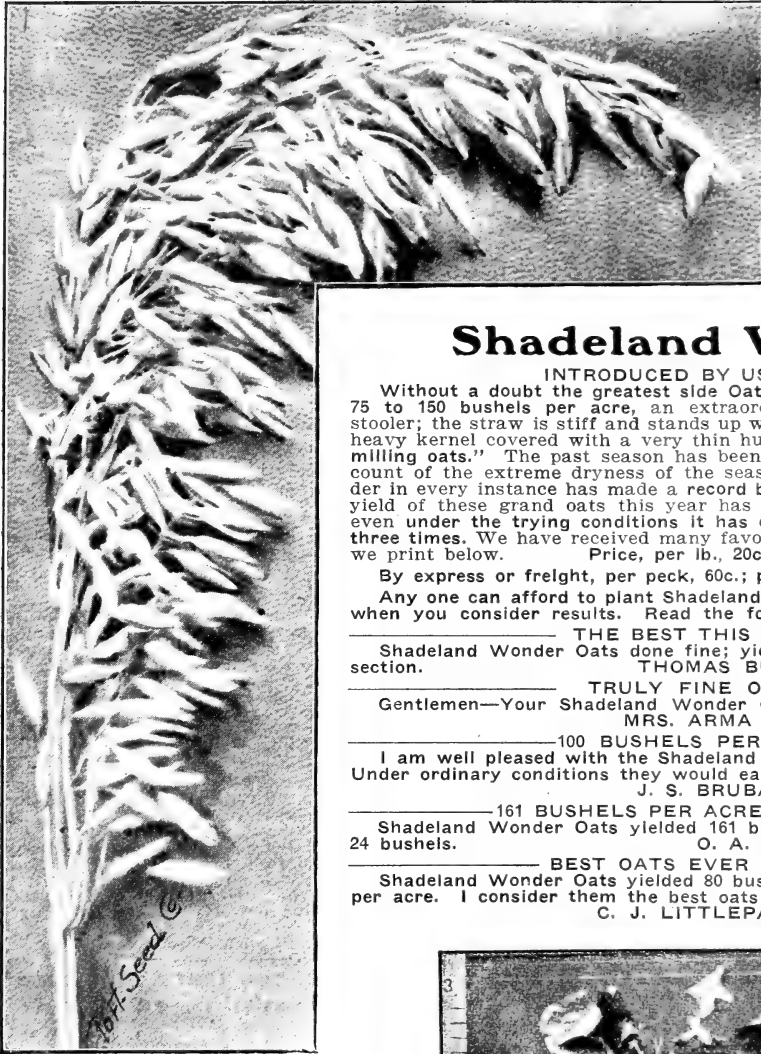 Shadeland
INTRODUCED BY US
Without a doubt the greatest side Oat
75 to 150 bushels per acre, an extraor
stooler; the straw is stiff and stands up w
heavy kernel covered with a very thin hu
milling oats." The past season has been
count of the extreme dryness of the seas
der in every instance has made a record b
yield of these grand oats this year has
even under the trying conditions it has
three times. We have received many favo
we print below. Price, per lb., 20c
By express or freight, per peck, 60c.; p
Any one can afford to plant Shadeland
when you consider results. Read the fo
THE BEST THIS
Shadeland Wonder Oats done fine; yie
section. THOMAS B
TRULY FINE O
Gentlemen—Your Shadeland Wonder
MRS. ARMA
100 BUSHELS PER
I am well pleased with the Shadeland
Under ordinary conditions they would ea
J. S. BRUBA
161 BUSHELS PER ACRE
Shadeland Wonder Oats yielded 161 b
24 bushels. O. A.
BEST OATS EVER
Shadeland Wonder Oats yielded 80 bus
per acre. I consider them the best oats
C. J. LITTLEPA
Port. Seed Co.
3